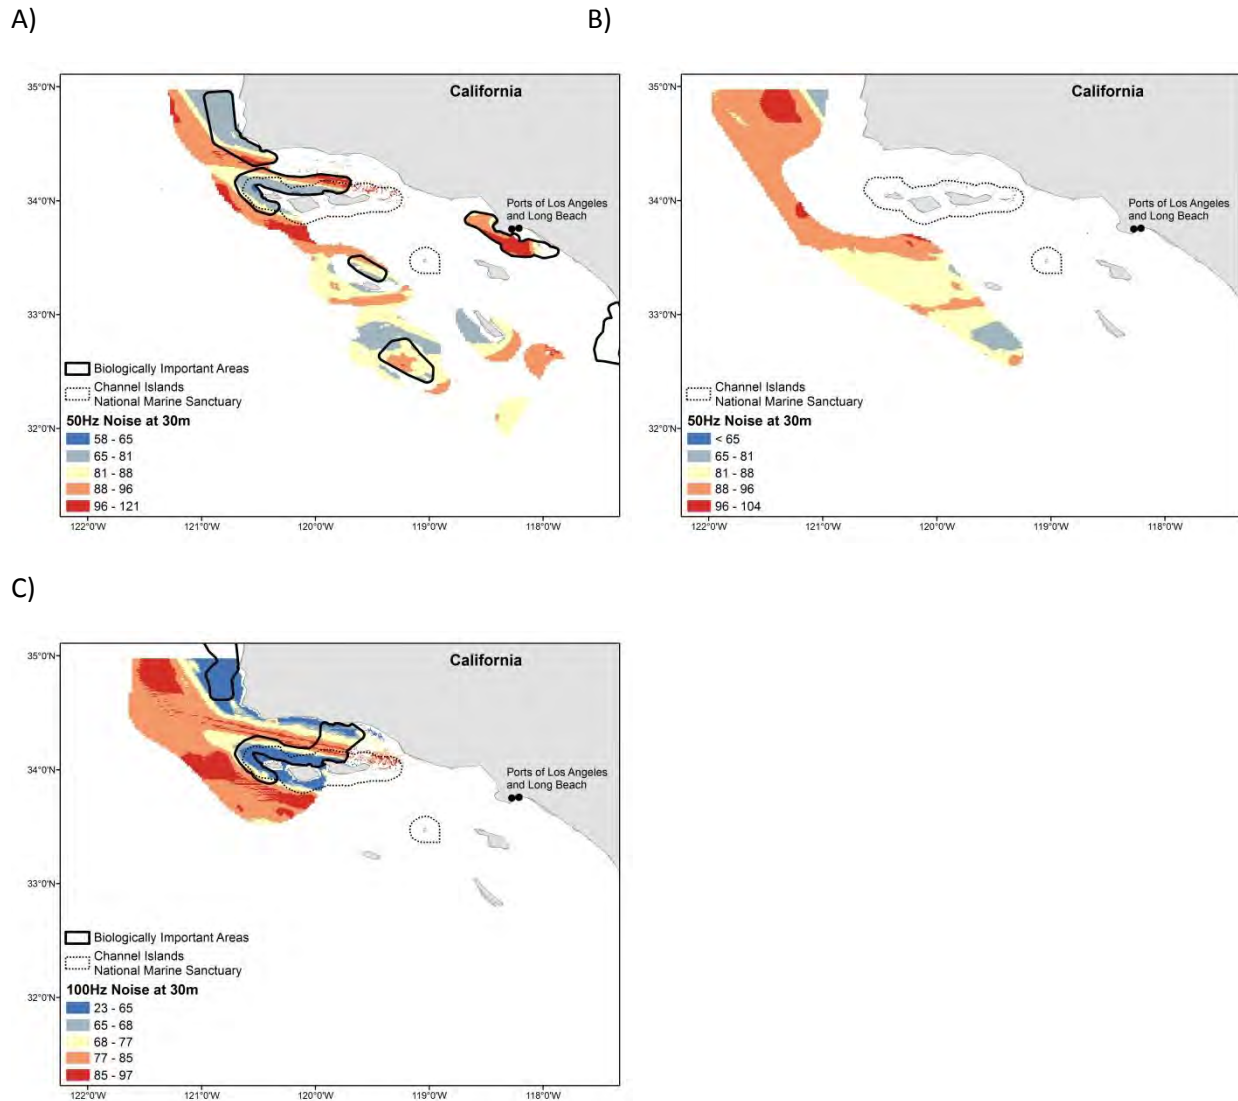 A)
B)
35°0'N
34°0'N
33°0'N
32°0'N
California
Ports of Los Angeles
and Long Beach
Biologically Important Areas
Channel Islands
National Marine Sanctuary
50Hz Noise at 30m
58 - 65
65 - 81
81 - 88
88 - 96
96 - 121
122°0'W
121°0'W
120°0'W
119°0'W
118°0'W
35°0'N
34°0'N
33°0'N
32°0'N
California
Ports of Los Angeles
and Long Beach
Channel Islands
National Marine Sanctuary
50Hz Noise at 30m
< 65
65 - 81
81 - 88
88 - 96
96 - 104
122°0'W
121°0'W
120°0'W
119°0'W
118°0'W
C)
35°0'N
34°0'N
33°0'N
32°0'N
California
Ports of Los Angeles
and Long Beach
Biologically Important Areas
Channel Islands
National Marine Sanctuary
100Hz Noise at 30m
23 - 65
65 - 68
68 - 77
77 - 85
85 - 97
122°0'W
121°0'W
120°0'W
119°0'W
118°0'W